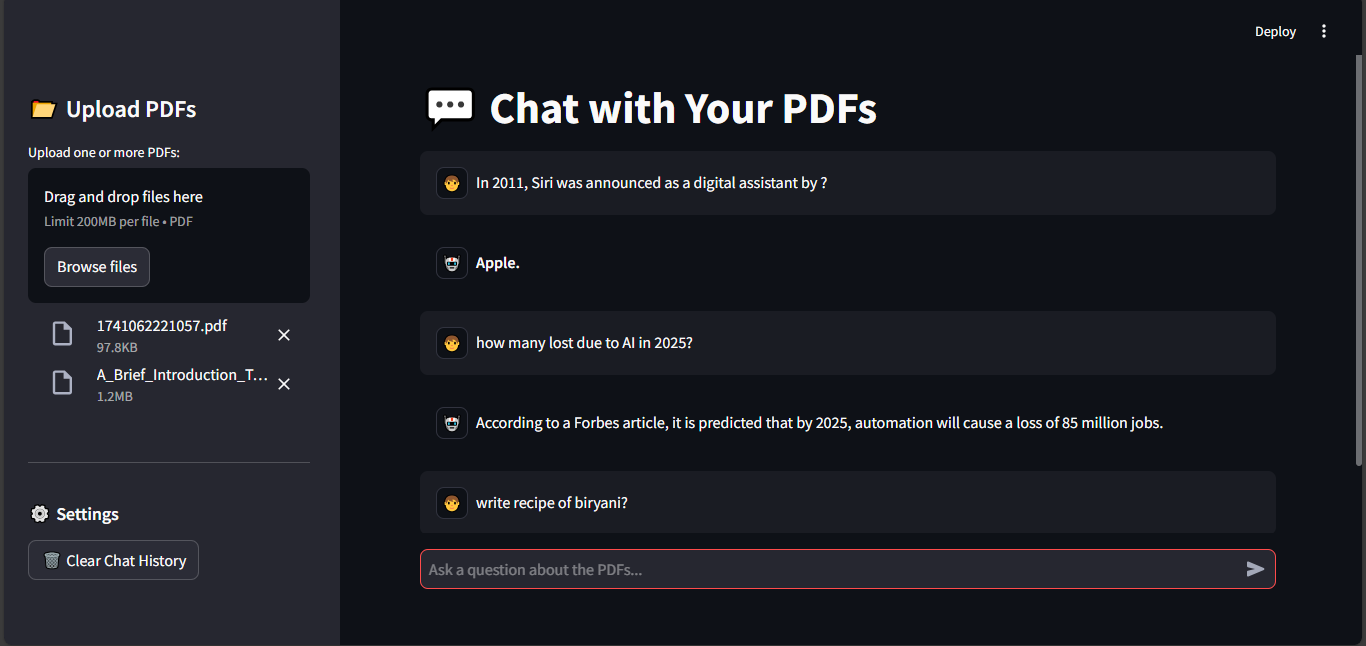 Deploy
Upload PDFs
Upload one or more PDFs:
Drag and drop files here
Limit 200MB per file • PDF
Browse files
1741062221057.pdf
97.8KB
A_Brief_Introduction_T...
1.2MB
Settings
Clear Chat History
Chat with Your PDFs
In 2011, Siri was announced as a digital assistant by ?
Apple.
how many lost due to AI in 2025?
According to a Forbes article, it is predicted that by 2025, automation will cause a loss of 85 million jobs.
write recipe of biryani?
Ask a question about the PDFs...